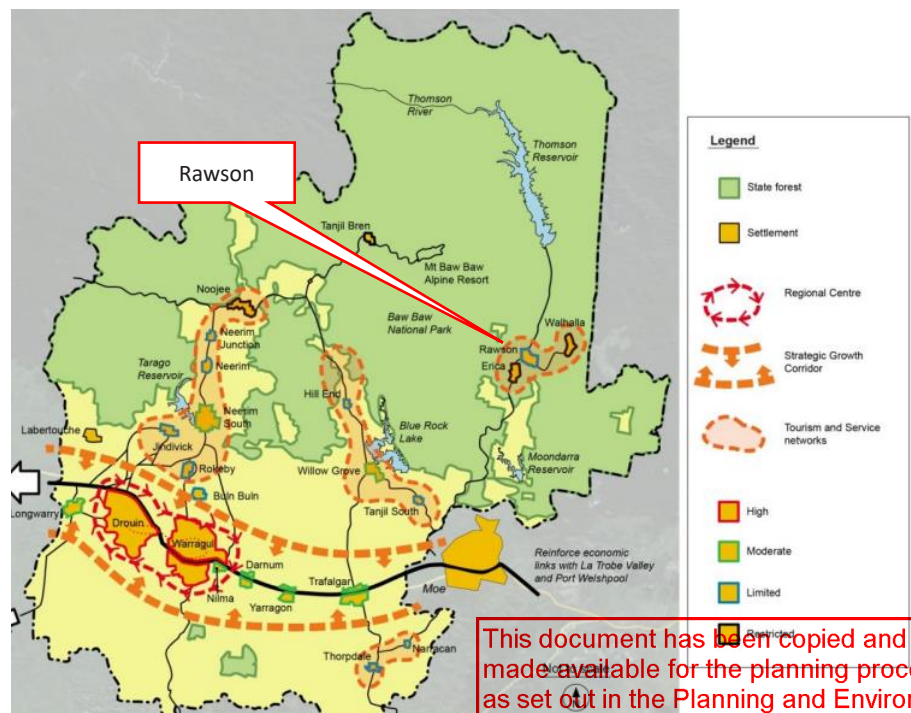 Thomson
River
Thomson
Reservoir
Rawson
Tanjil Bren
Mt Baw Baw
Alpine Resort
Noojee
Baw Baw
National Park
Walhalla
Neerim
Junction
Rawson
Erica
Tarago
Reservoir
Neerim
Hill End
Neerim
South
Blue Rock
Lake
Labertouche
Jindivick
Moondarra
Reservoir
Rokeby
Willow Grove
Buln Buln
Tanjil South
Longwarry
Drouin
Warragul
Reinforce economic
links with La Trobe Valley
and Port Welshpool
Darnum
Trafalgar
Moe
Nilma
Yarragon
Thorpdale
Narracan
Not to scale
N
Legend
State forest
Settlement
Regional Centre
Strategic Growth
Corridor
Tourism and Service
networks
High
Moderate
Limited
Restricted
This document has been copied and
made available for the planning proc
as set out in the Planning and Enviro